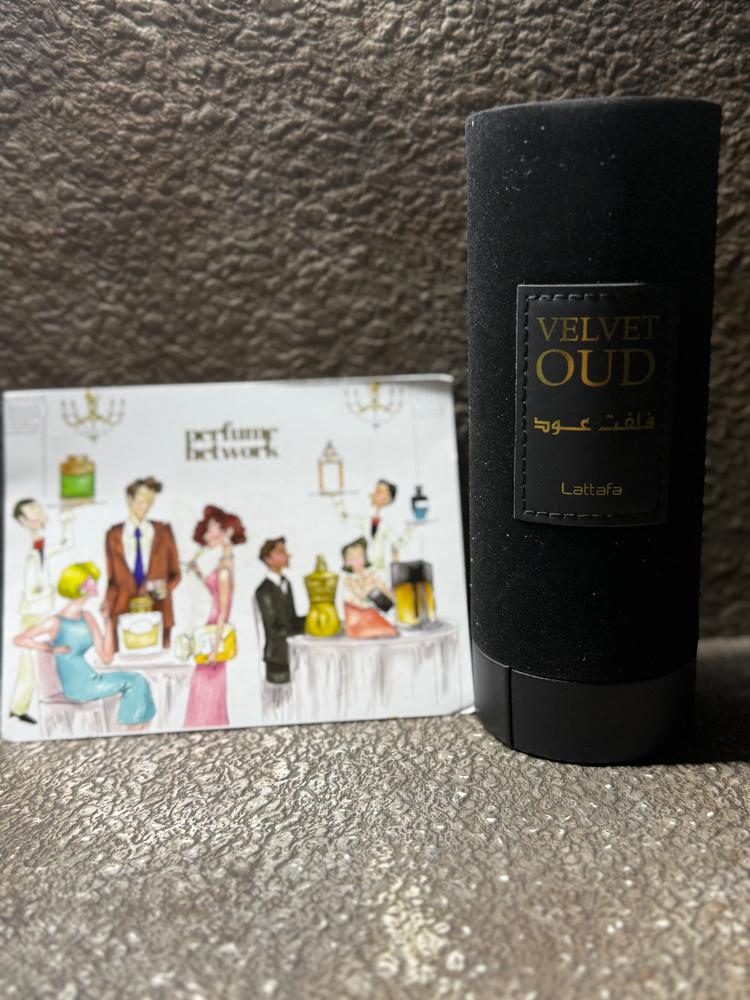 perfume
network
VELVET
OUD
فلفت عود
Lattafa